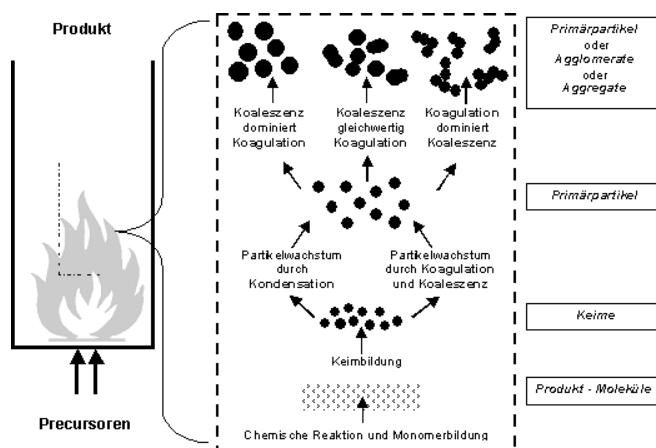 Produkt
Precursoren
Koaleszenz
dominiert
Koagulation
Koaleszenz
gleichwertig
Koagulation
Koagulation
dominiert
Koaleszenz
Partikelwachstum
durch
Kondensation
Partikelwachstum
durch Koagulation
und Koaleszenz
Keimbildung
Chemische Reaktion und Monomerbildung
Primärpartikel
oder
Agglomerate
oder
Aggregate
Primärpartikel
Keime
Produkt - Moleküle